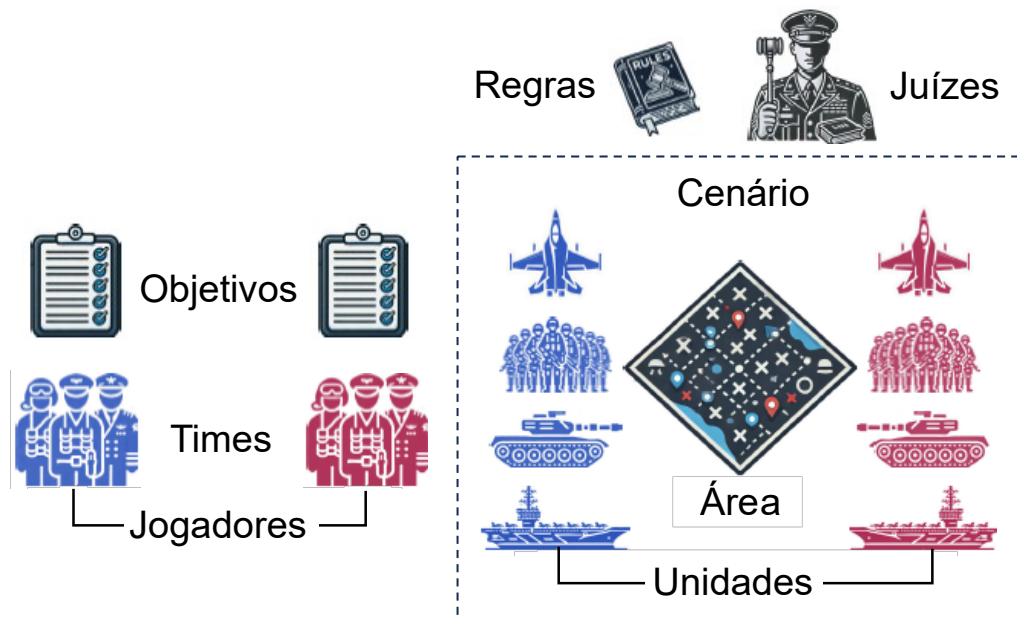 Regras
RULES
Juízes
Cenário
Objetivos
Times
Área
Jogadores
Unidades